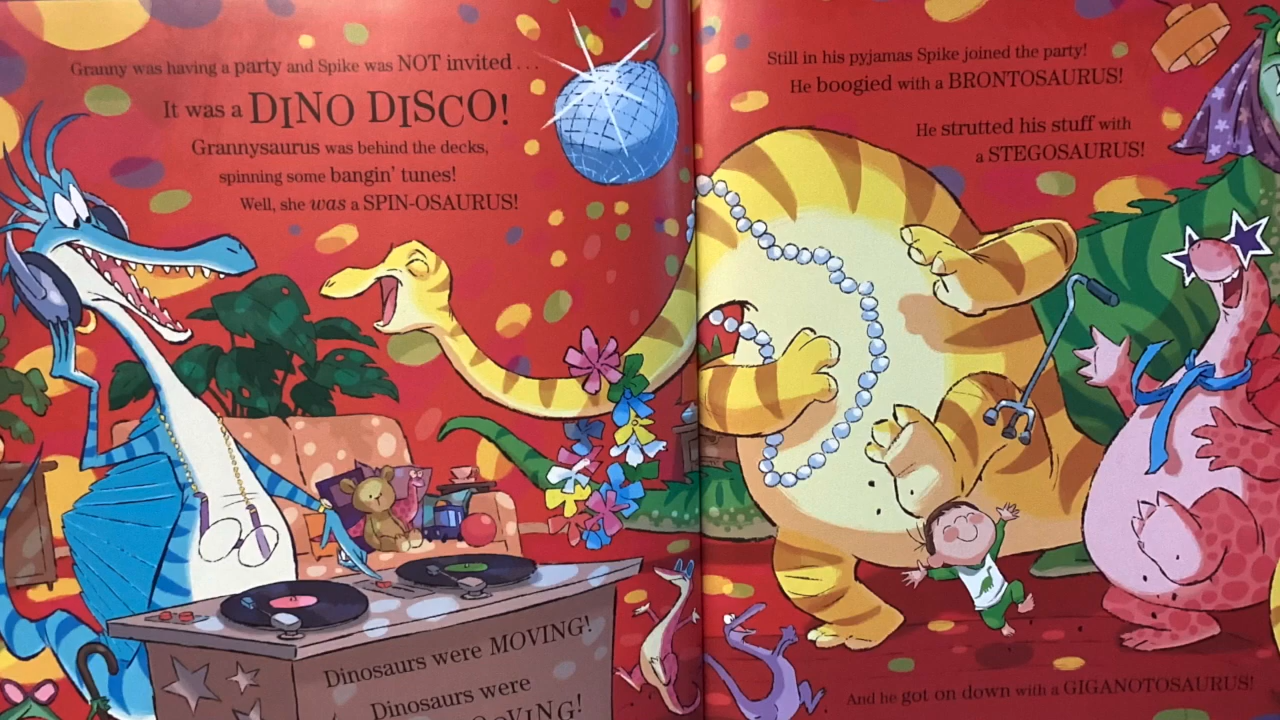 Granny was having a party and Spike was NOT invited . . .
It was a DINO DISCO!
Grannysaurus was behind the decks,
spinning some bangin' tunes!
Well, she was a SPIN-OSAURUS!
Dinosaurs were MOVING!
Dinosaurs were
Still in his pyjamas Spike joined the party!
He boogied with a BRONTOSAURUS!
He strutted his stuff with
a STEGOSAURUS!
And he got on down with a GIGANOTOSAURUS!